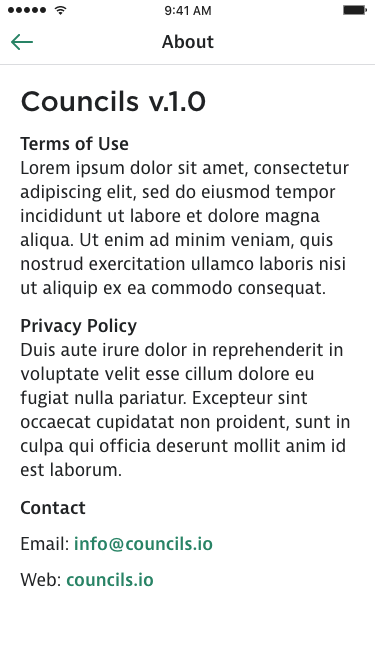 9:41 AM
About
Councils v.1.0
Terms of Use
Lorem ipsum dolor sit amet, consectetur
adipiscing elit, sed do eiusmod tempor
incididunt ut labore et dolore magna
aliqua. Ut enim ad minim veniam, quis
nostrud exercitation ullamco laboris nisi
ut aliquip ex ea commodo consequat.
Privacy Policy
Duis aute irure dolor in reprehenderit in
voluptate velit esse cillum dolore eu
fugiat nulla pariatur. Excepteur sint
occaecat cupidatat non proident, sunt in
culpa qui officia deserunt mollit anim id
est laborum.
Contact
Email: info@councils.io
Web: councils.io